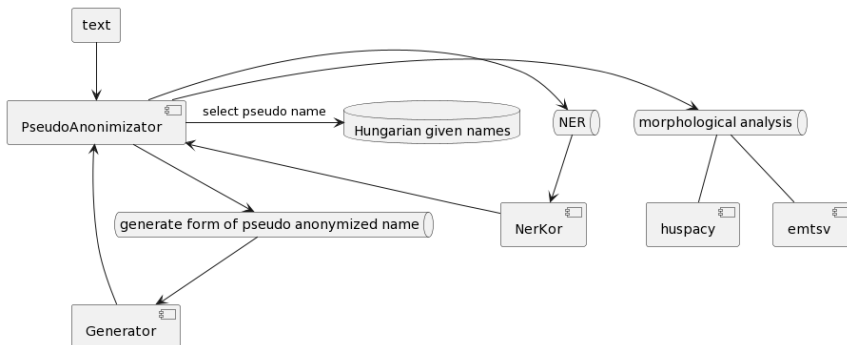 text
PseudoAnonimizator
select pseudo name
Hungarian given names
NER
morphological analysis
generate form of pseudo anonymized name
NerKor
huspacy
emtsv
Generator